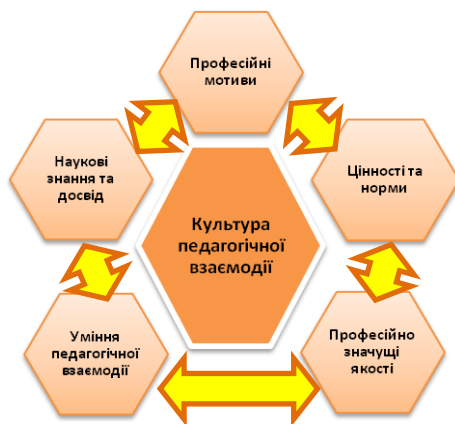 Професійні
мотиви
Наукові
знання та
досвід
Цінності та
норми
Культура
педагогічної
взаємодії
Уміння
педагогічної
взаємодії
Професійно
значущі
якості